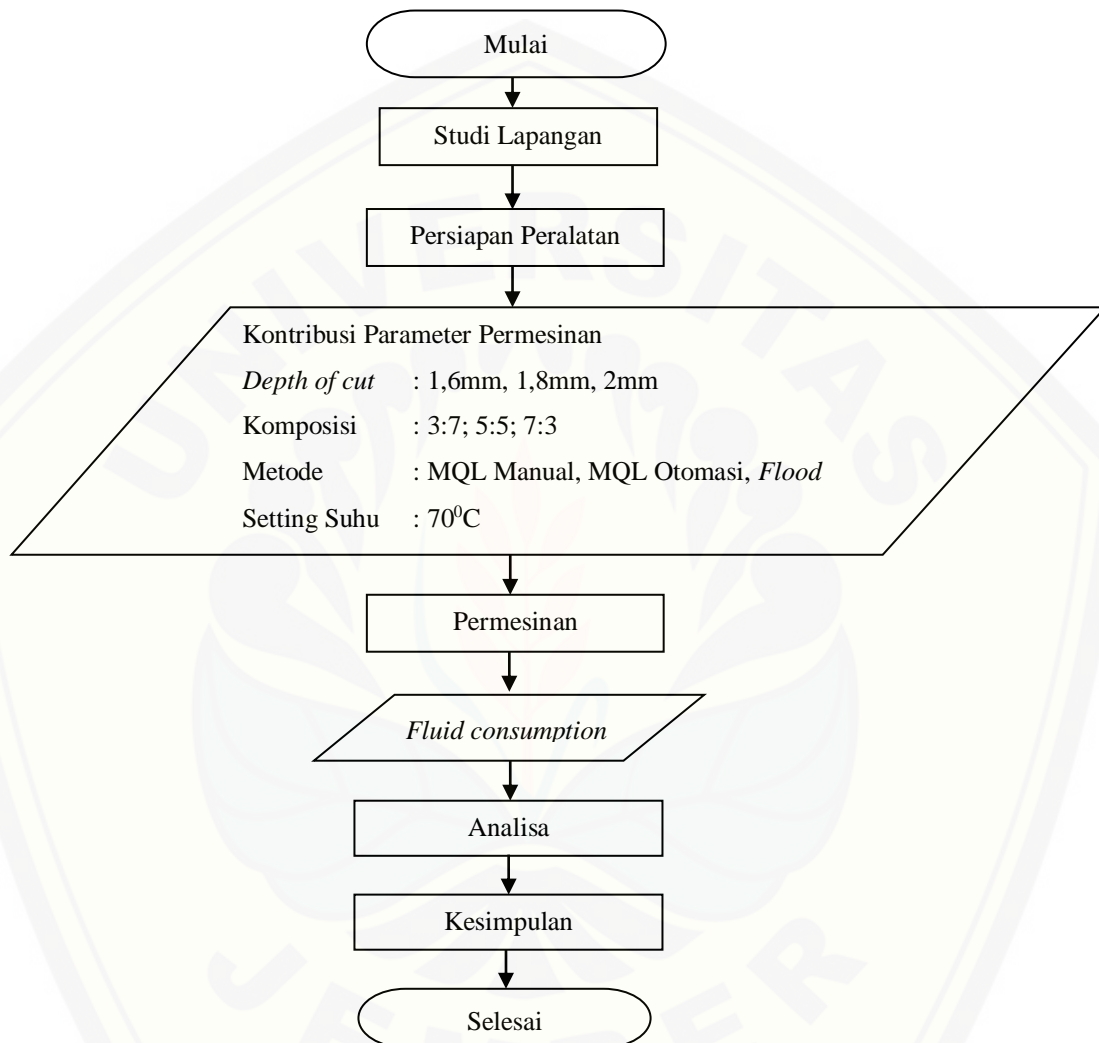 UNIVERSITAS
JEMBER
Mulai
Studi Lapangan
Persiapan Peralatan
Kontribusi Parameter Permesinan
Depth of cut : 1,6mm, 1,8mm, 2mm
Komposisi : 3:7; 5:5; 7:3
Metode : MQL Manual, MQL Otomasi, Flood
Setting Suhu : 70⁰C
Permesinan
Fluid consumption
Analisa
Kesimpulan
Selesai